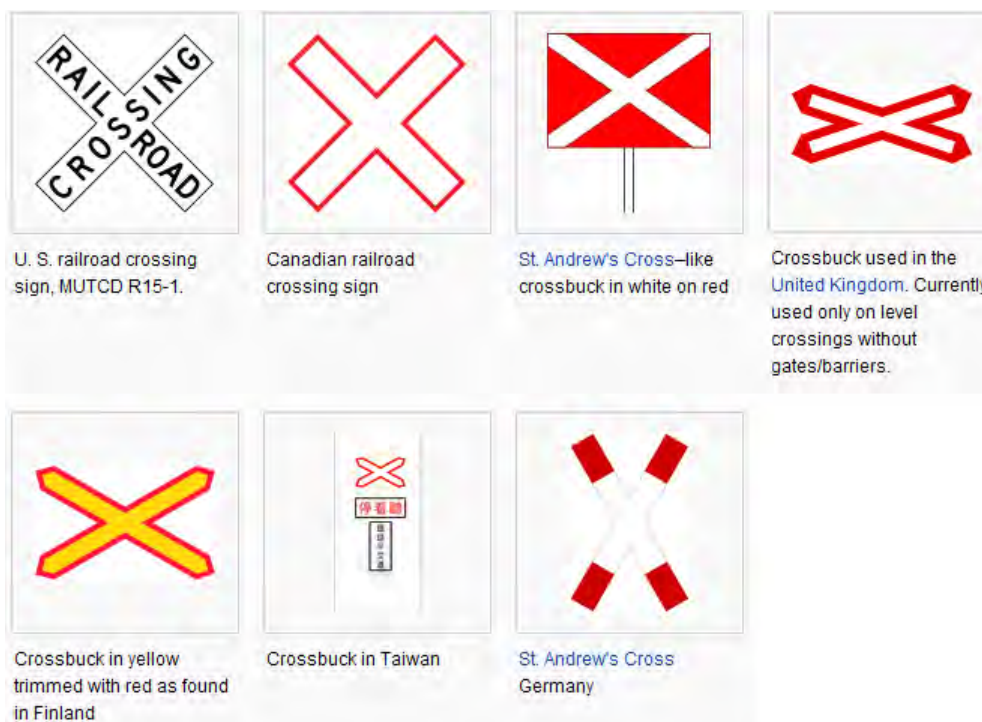 RAILROAD
CROSSING
U. S. railroad crossing
sign, MUTCD R15-1.
Canadian railroad
crossing sign
St. Andrew's Cross–like
crossbuck in white on red
Crossbuck used in the
United Kingdom. Currently
used only on level
crossings without
gates/barriers.
停看聽
Crossbuck in yellow
trimmed with red as found
in Finland
Crossbuck in Taiwan
St. Andrew's Cross
Germany